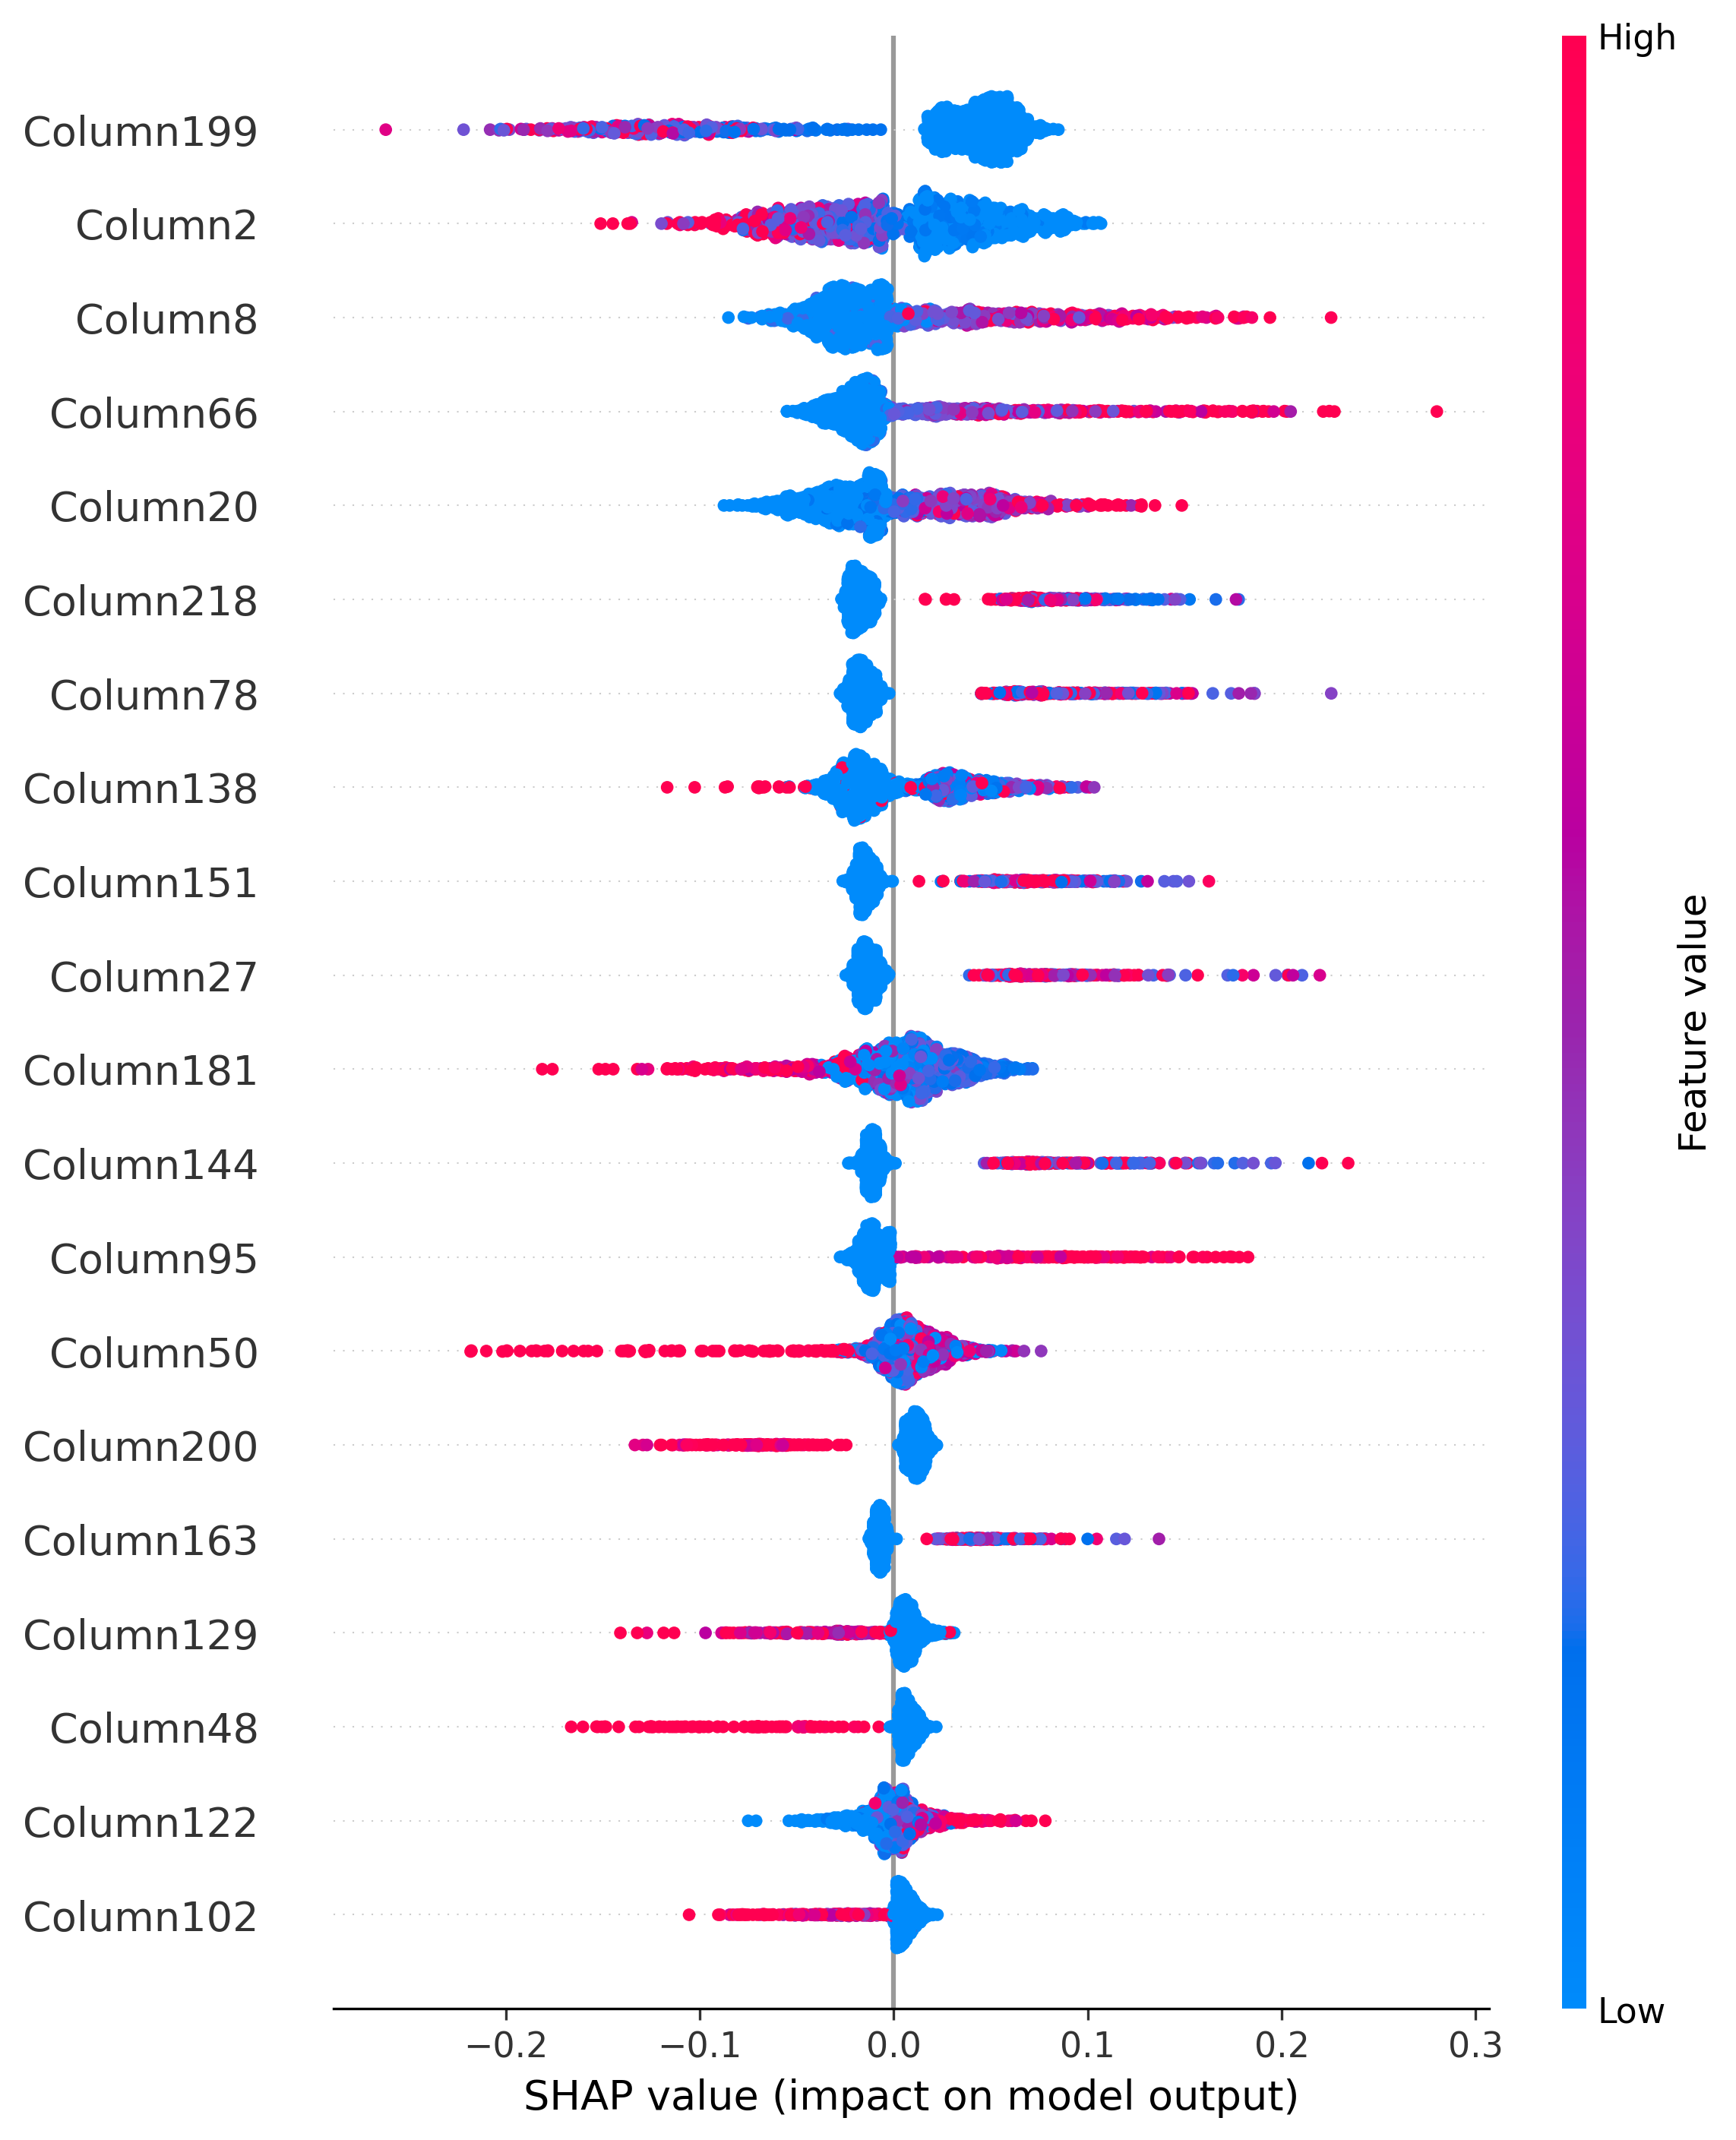 High
Column199
Column2
Column8
Column66
Column20
Column218
Column78
Column138
Column151
Column27
Column181
Column144
Column95
Column50
Column200
Column163
Column129
Column48
Column122
Column102
Feature value
Low
−0.2 −0.1 0.0 0.1 0.2 0.3
SHAP value (impact on model output)